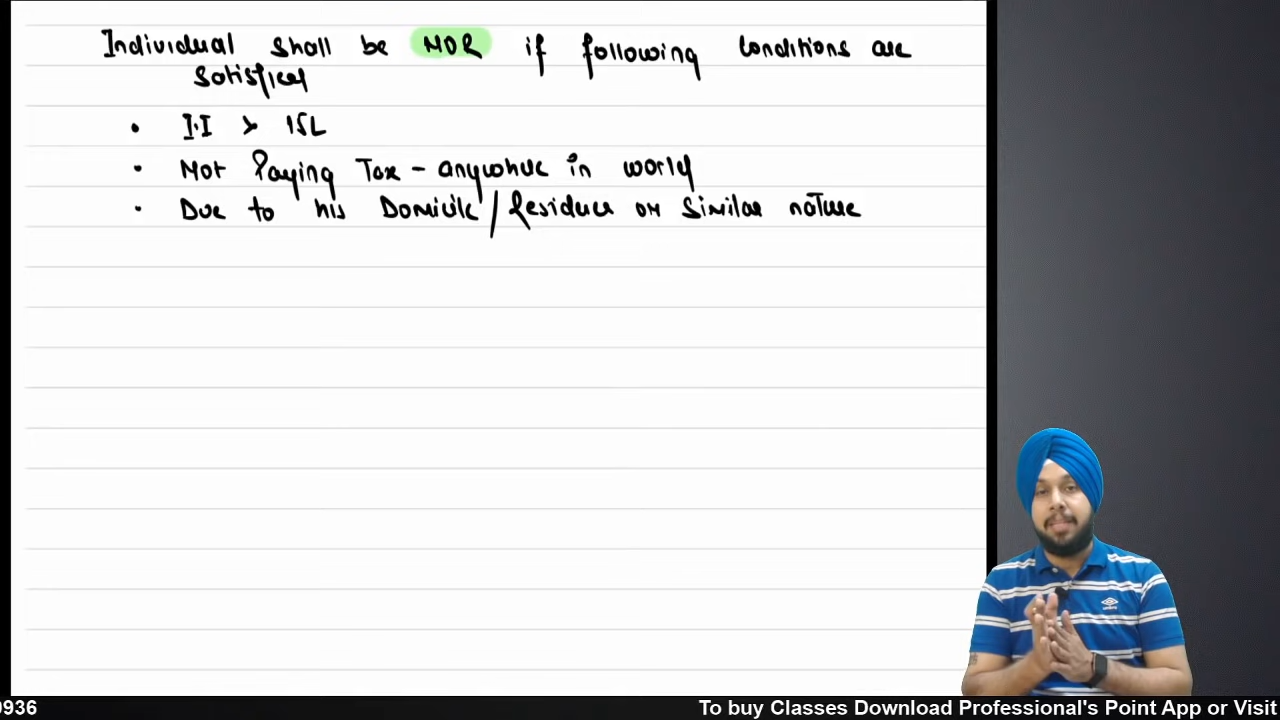 Individual shall be NOR if following conditions are
satisfied
• I.I > 15L
• Not Paying Tax - anywhere in world
• Due to his Domicile / Residence or similar nature
9936
To buy Classes Download Professional's Point App or Visit